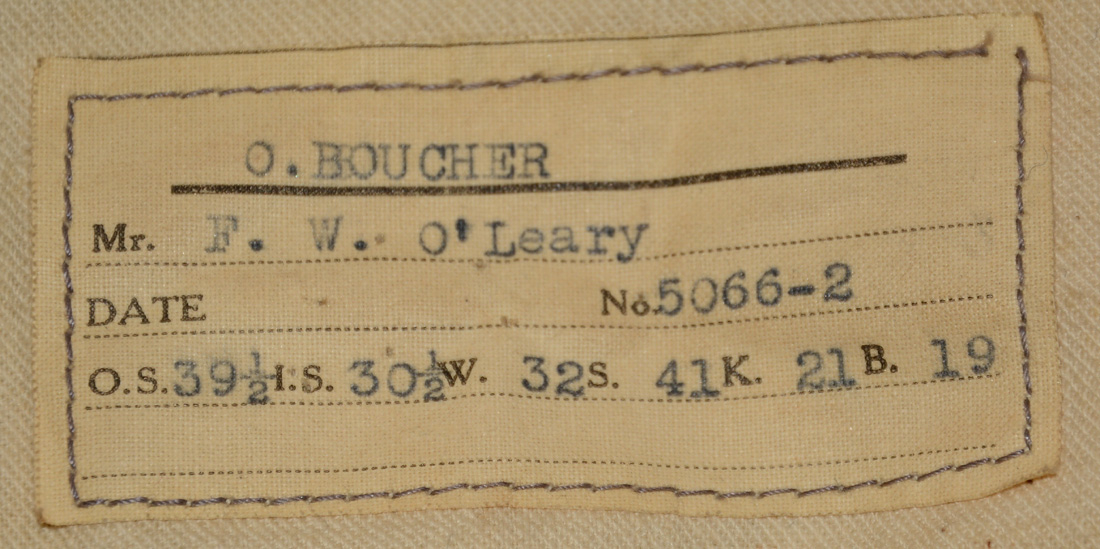 O.BOUCHER
Mr. F. W. O'Leary
DATE No.5066-2
O.S.39½ I.S. 30½ W. 32 S. 41 K. 21 B. 19